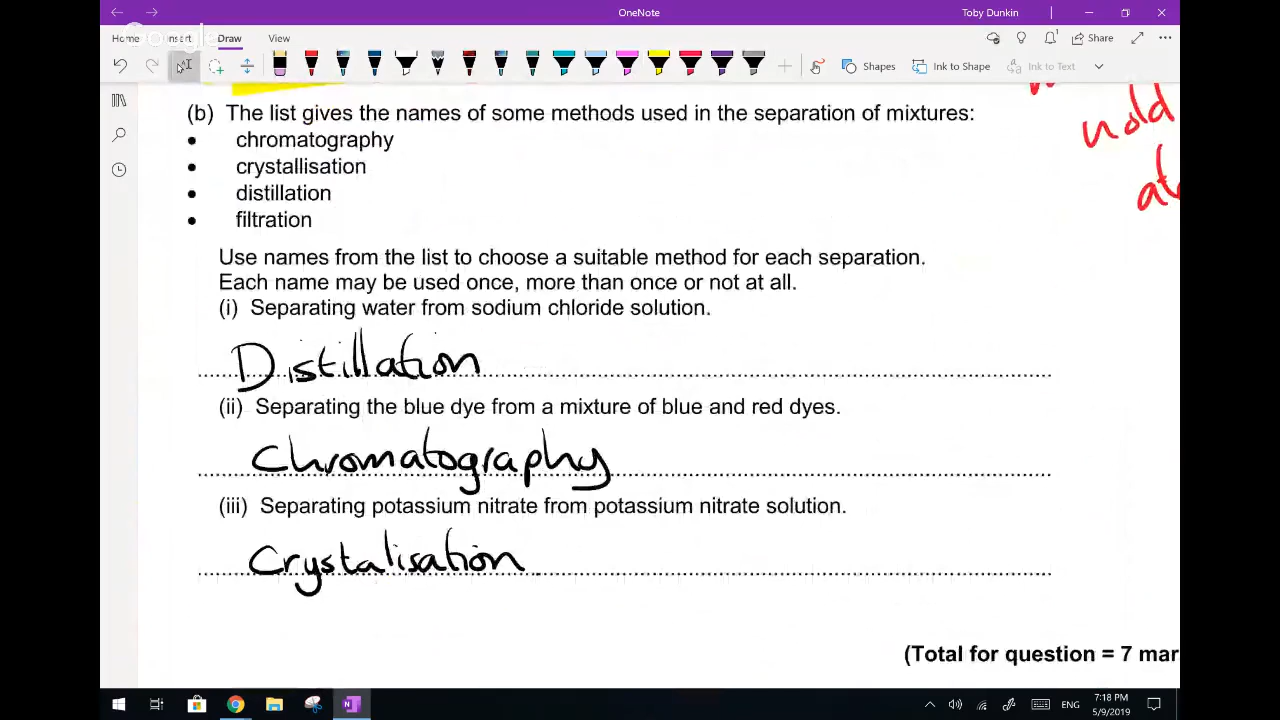 OneNote
Toby Dunkin
Home Insert Draw View
Shapes Ink to Shape Ink to Text Share
(b) The list gives the names of some methods used in the separation of mixtures:
• chromatography
• crystallisation
• distillation
• filtration
nold
Use names from the list to choose a suitable method for each separation.
Each name may be used once, more than once or not at all.
(i) Separating water from sodium chloride solution.
Distillation
(ii) Separating the blue dye from a mixture of blue and red dyes.
Chromatography
(iii) Separating potassium nitrate from potassium nitrate solution.
Crystalisation
(Total for question = 7 mar
ENG
7:18 PM
5/9/2019